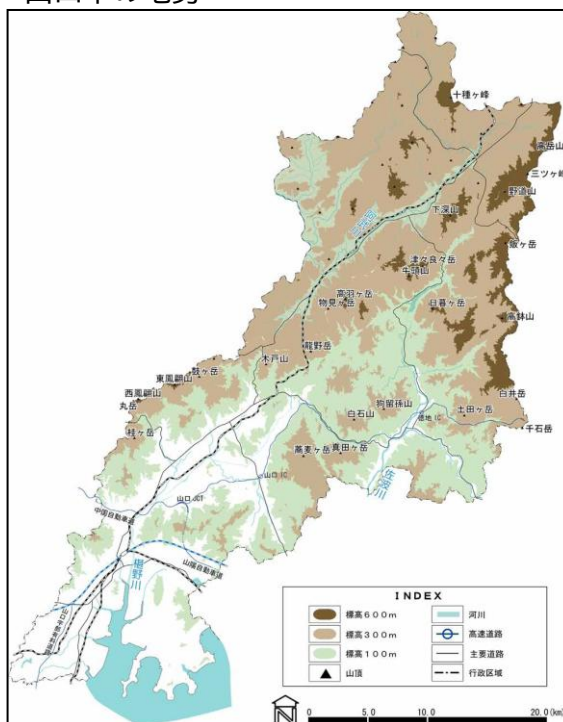 十種ヶ峰
高岳山
三ツヶ峰
野道山
下深山
飯ヶ岳
津々良々岳
牛頭山
高羽ヶ岳
物見ヶ岳
日暮ヶ岳
高鉢山
龍野岳
木戸山
鼓ヶ岳
東鳳翩山
西鳳翩山
丸岳
白井岳
狗留孫山
土田ヶ岳
白石山
徳地IC
千石岳
桂ヶ岳
蕎麦ヶ岳
真田ヶ岳
佐波川
山口IC
山口JCT
中国自動車道
山陽自動車道
椹野川
INDEX
標高600m
河川
標高300m
高速道路
標高100m
主要道路
山頂
行政区域
N
0 5.0 10.0 20.0(km)